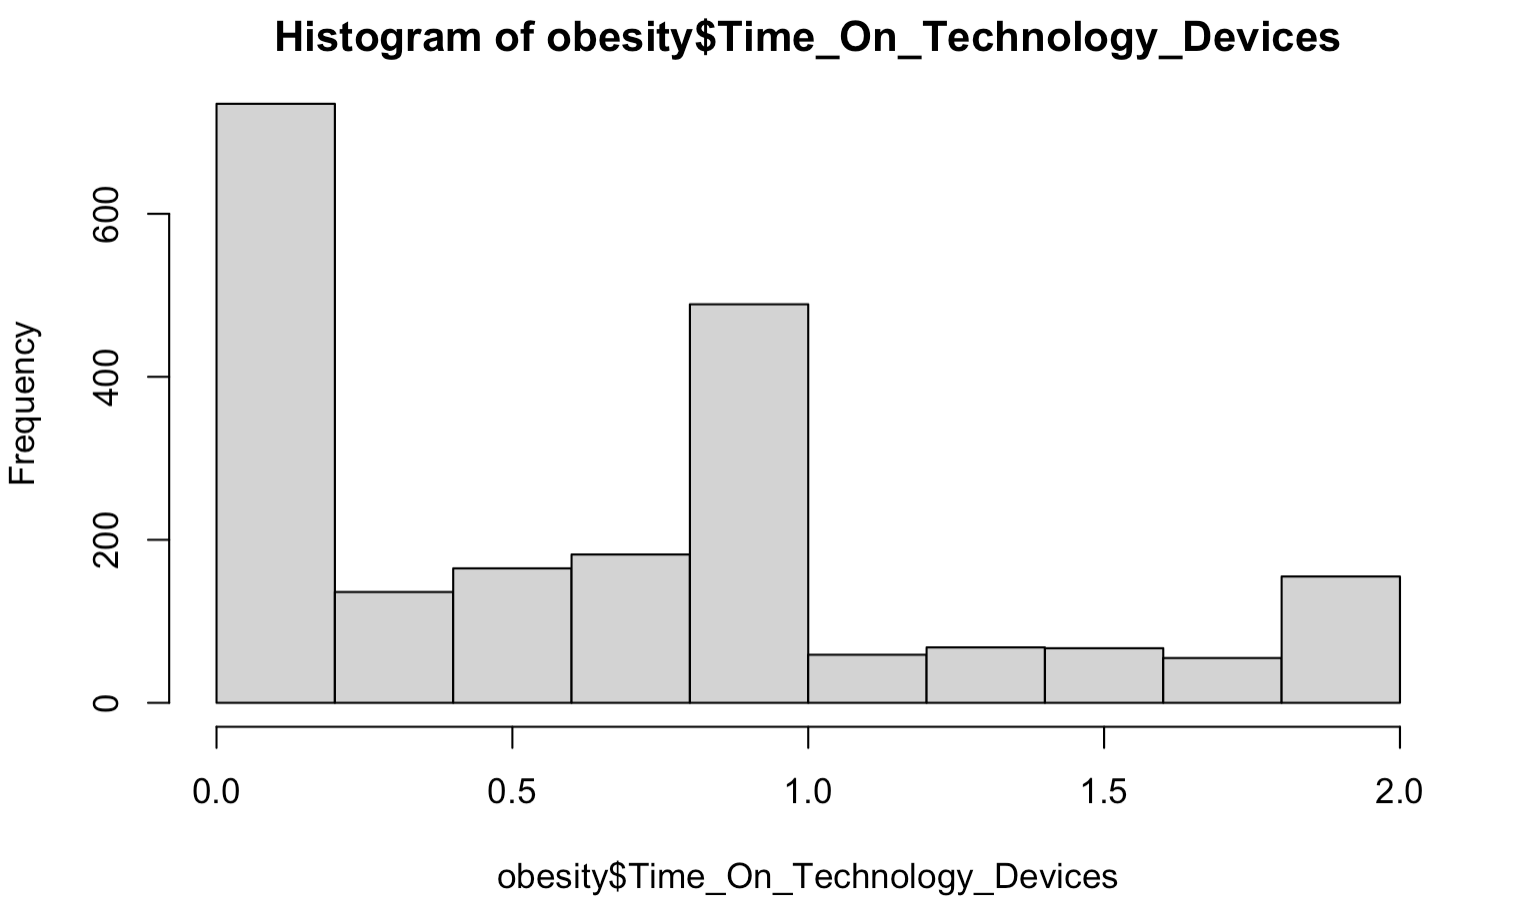 Histogram of obesity$Time_On_Technology_Devices
Frequency
600
400
200
0
0.0 0.5 1.0 1.5 2.0
obesity$Time_On_Technology_Devices